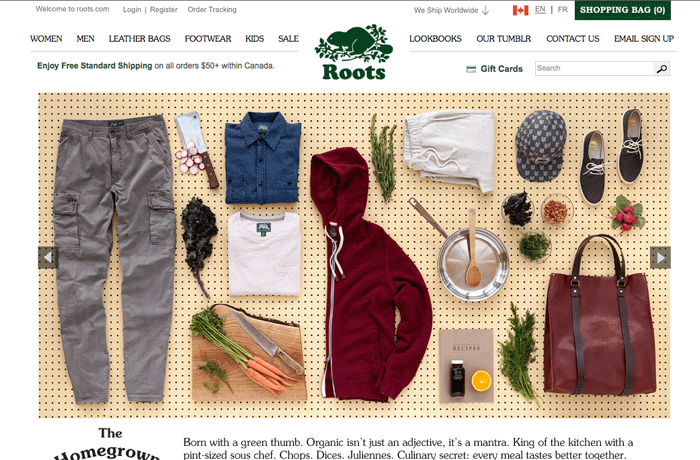 Welcome to roots.com Login | Register Order Tracking We Ship Worldwide EN | FR SHOPPING BAG (0)
WOMEN MEN LEATHER BAGS FOOTWEAR KIDS SALE LOOKBOOKS OUR TUMBLR CONTACT US EMAIL SIGN UP
Roots
Enjoy Free Standard Shipping on all orders $50+ within Canada. Gift Cards Search
RECIPES
The
Homegrown
Born with a green thumb. Organic isn't just an adjective, it's a mantra. King of the kitchen with a
pint-sized sous chef. Chops. Dices. Juliennes. Culinary secret: every meal tastes better together.